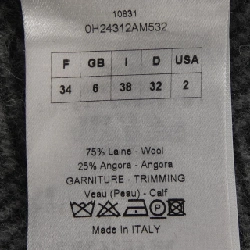 10831
0H24312AM532
F GB I D USA
34 6 38 32 2
75% Laine - Wool
25% Angora - Angora
GARNITURE - TRIMMING
Veau (Peau) - Calf
Made In ITALY